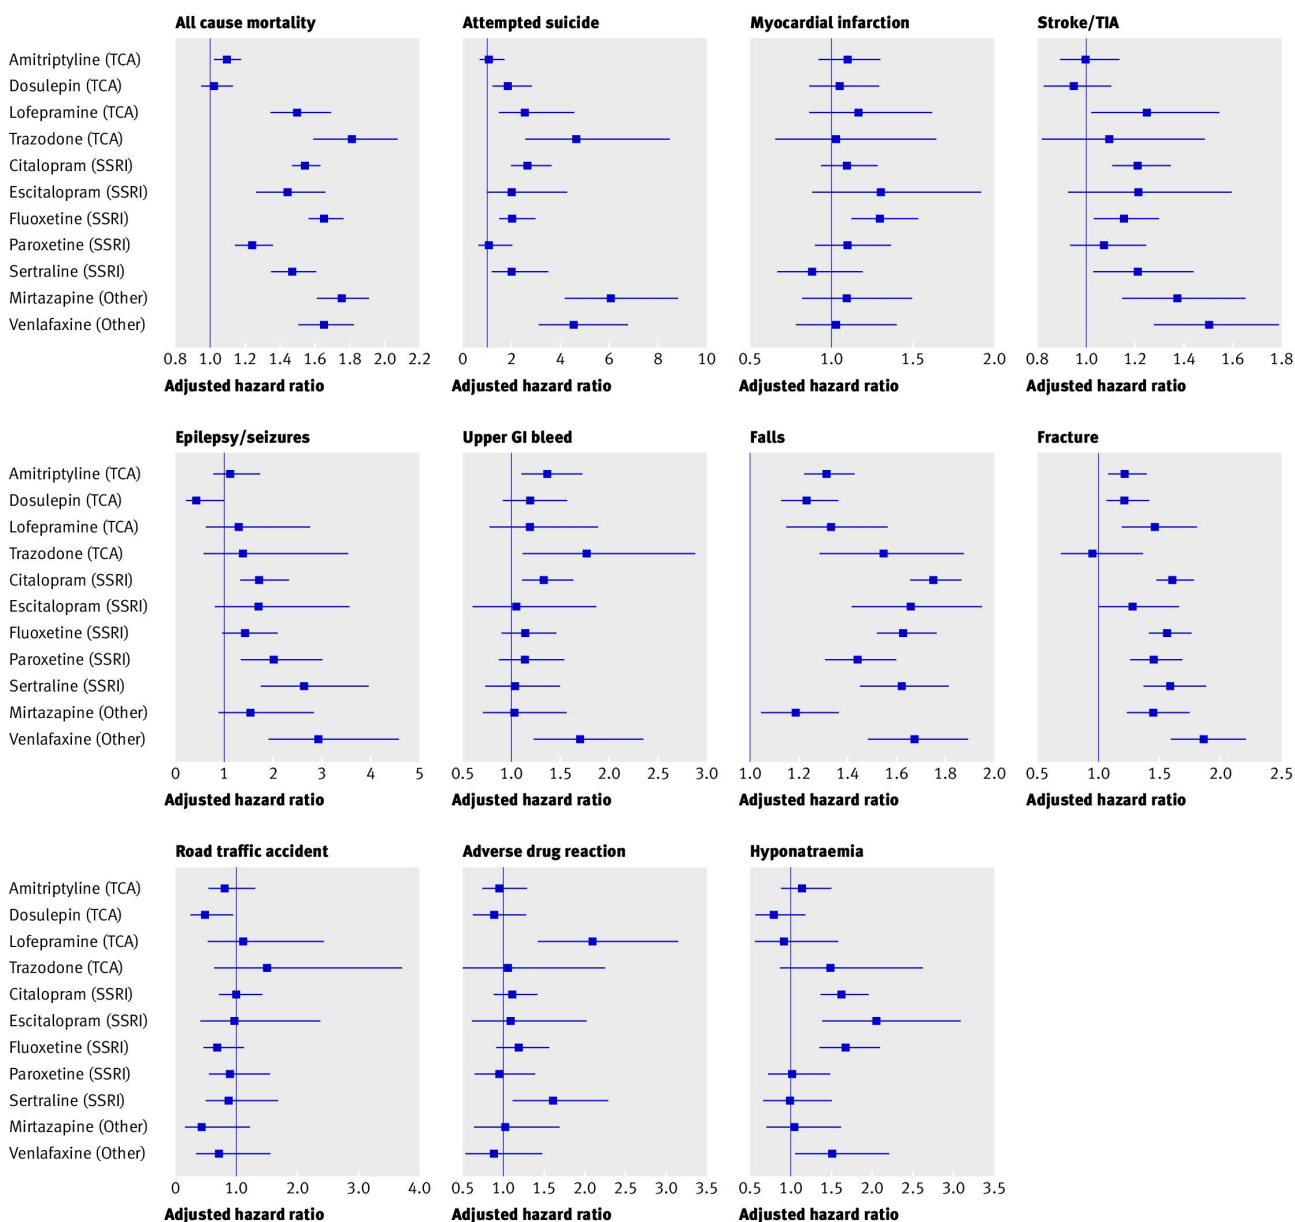 All cause mortality Attempted suicide Myocardial infarction Stroke/TIA
Amitriptyline (TCA)
Dosulepin (TCA)
Lofepramine (TCA)
Trazodone (TCA)
Citalopram (SSRI)
Escitalopram (SSRI)
Fluoxetine (SSRI)
Paroxetine (SSRI)
Sertraline (SSRI)
Mirtazapine (Other)
Venlafaxine (Other)
0.8 1.0 1.2 1.4 1.6 1.8 2.0 2.2 0 2 4 6 8 10 0.5 1.0 1.5 2.0 0.8 1.0 1.2 1.4 1.6 1.8
Adjusted hazard ratio Adjusted hazard ratio Adjusted hazard ratio Adjusted hazard ratio
Epilepsy/seizures Upper GI bleed Falls Fracture
Amitriptyline (TCA)
Dosulepin (TCA)
Lofepramine (TCA)
Trazodone (TCA)
Citalopram (SSRI)
Escitalopram (SSRI)
Fluoxetine (SSRI)
Paroxetine (SSRI)
Sertraline (SSRI)
Mirtazapine (Other)
Venlafaxine (Other)
0 1 2 3 4 5 0.5 1.0 1.5 2.0 2.5 3.0 1.0 1.2 1.4 1.6 1.8 2.0 0.5 1.0 1.5 2.0 2.5
Adjusted hazard ratio Adjusted hazard ratio Adjusted hazard ratio Adjusted hazard ratio
Road traffic accident Adverse drug reaction Hyponatraemia
Amitriptyline (TCA)
Dosulepin (TCA)
Lofepramine (TCA)
Trazodone (TCA)
Citalopram (SSRI)
Escitalopram (SSRI)
Fluoxetine (SSRI)
Paroxetine (SSRI)
Sertraline (SSRI)
Mirtazapine (Other)
Venlafaxine (Other)
0 1.0 2.0 3.0 4.0 0.5 1.0 1.5 2.0 2.5 3.0 3.5 0.5 1.0 1.5 2.0 2.5 3.0 3.5
Adjusted hazard ratio Adjusted hazard ratio Adjusted hazard ratio